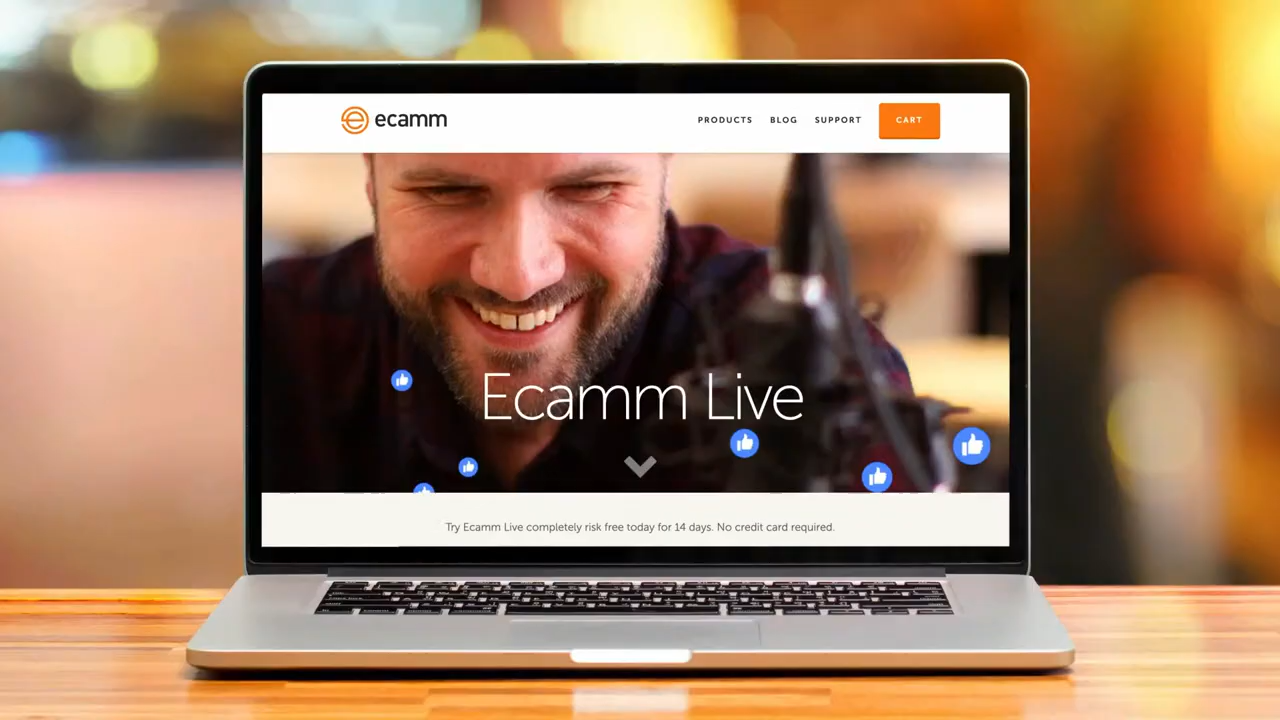 ecamm
PRODUCTS BLOG SUPPORT CART
Ecamm Live
Try Ecamm Live completely risk free today for 14 days. No credit card required.